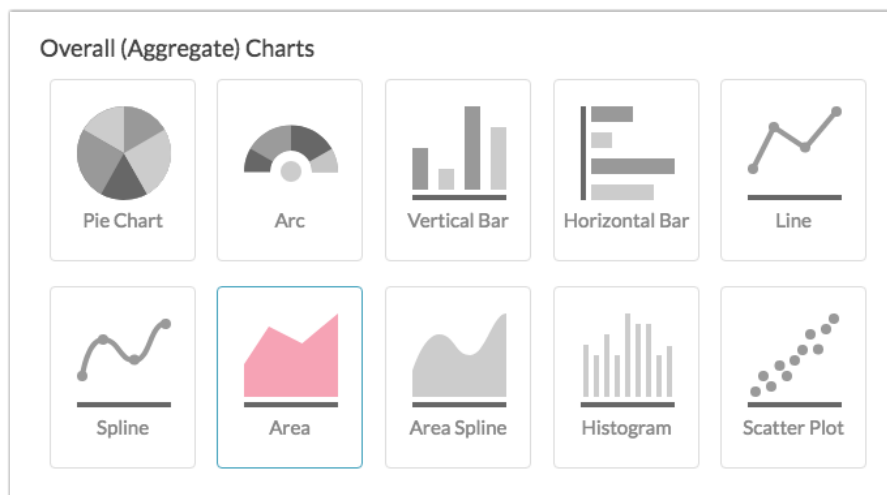 Overall (Aggregate) Charts
Pie Chart
Arc
Vertical Bar
Horizontal Bar
Line
Spline
Area
Area Spline
Histogram
Scatter Plot